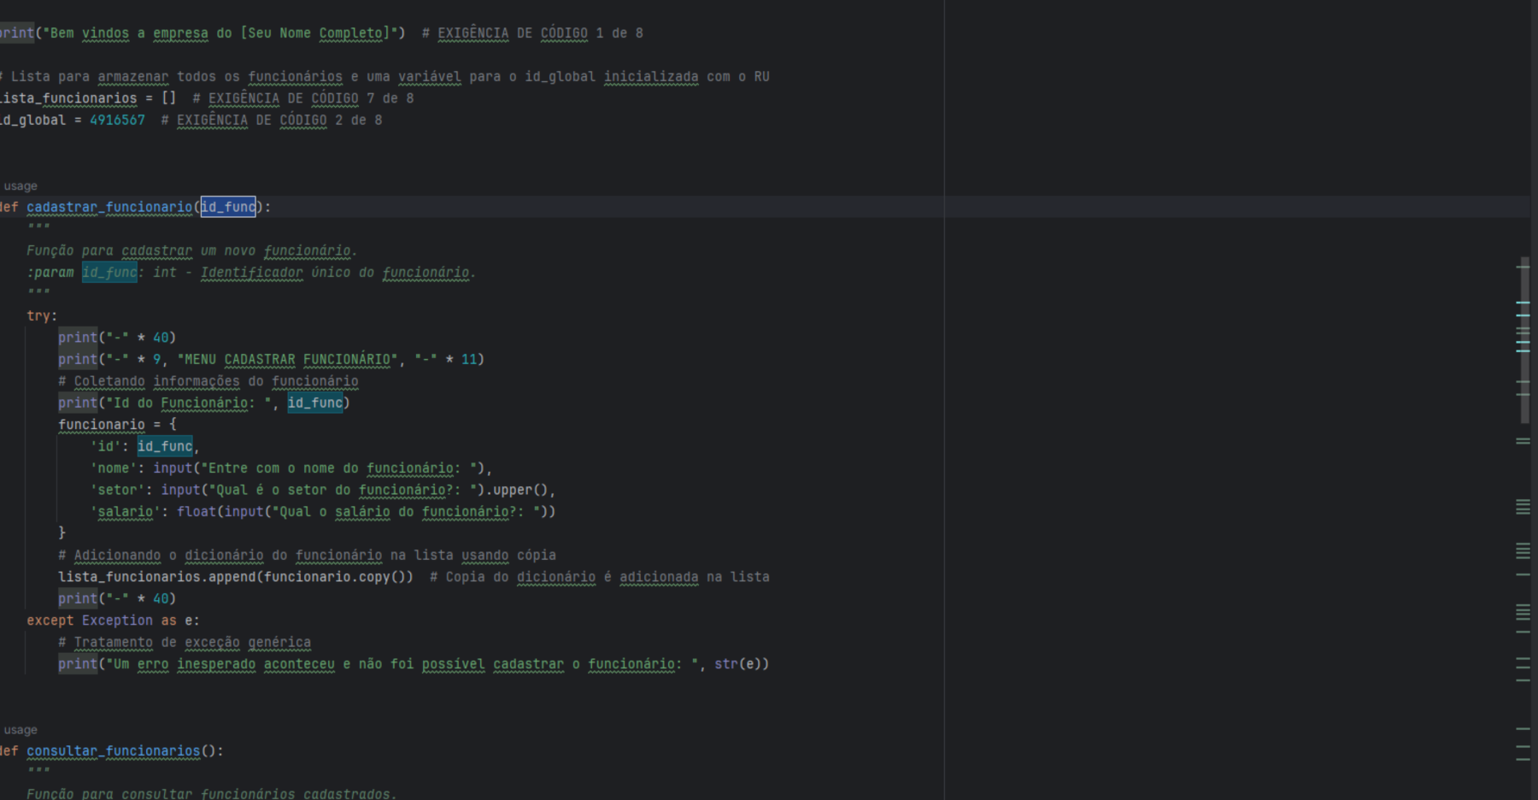 print("Bem vindos a empresa do [Seu Nome Completo]")  # EXIGÊNCIA DE CÓDIGO 1 de 8
# Lista para armazenar todos os funcionários e uma variável para o id_global inicializada com o RU
lista_funcionarios = []  # EXIGÊNCIA DE CÓDIGO 7 de 8
id_global = 4916567  # EXIGÊNCIA DE CÓDIGO 2 de 8
usage
def cadastrar_funcionario(id_func):
    """
    Função para cadastrar um novo funcionário.
    :param id_func: int - Identificador único do funcionário.
    """
    try:
        print("-" * 40)
        print("-" * 9, "MENU CADASTRAR FUNCIONÁRIO", "-" * 11)
        # Coletando informações do funcionário
        print("Id do Funcionário: ", id_func)
        funcionario = {
            'id': id_func,
            'nome': input("Entre com o nome do funcionário: "),
            'setor': input("Qual é o setor do funcionário?: ").upper(),
            'salario': float(input("Qual o salário do funcionário?: "))
        }
        # Adicionando o dicionário do funcionário na lista usando cópia
        lista_funcionarios.append(funcionario.copy())  # Copia do dicionário é adicionada na lista
        print("-" * 40)
    except Exception as e:
        # Tratamento de exceção genérica
        print("Um erro inesperado aconteceu e não foi possível cadastrar o funcionário: ", str(e))
usage
def consultar_funcionarios():
    """
    Função para consultar funcionários cadastrados.